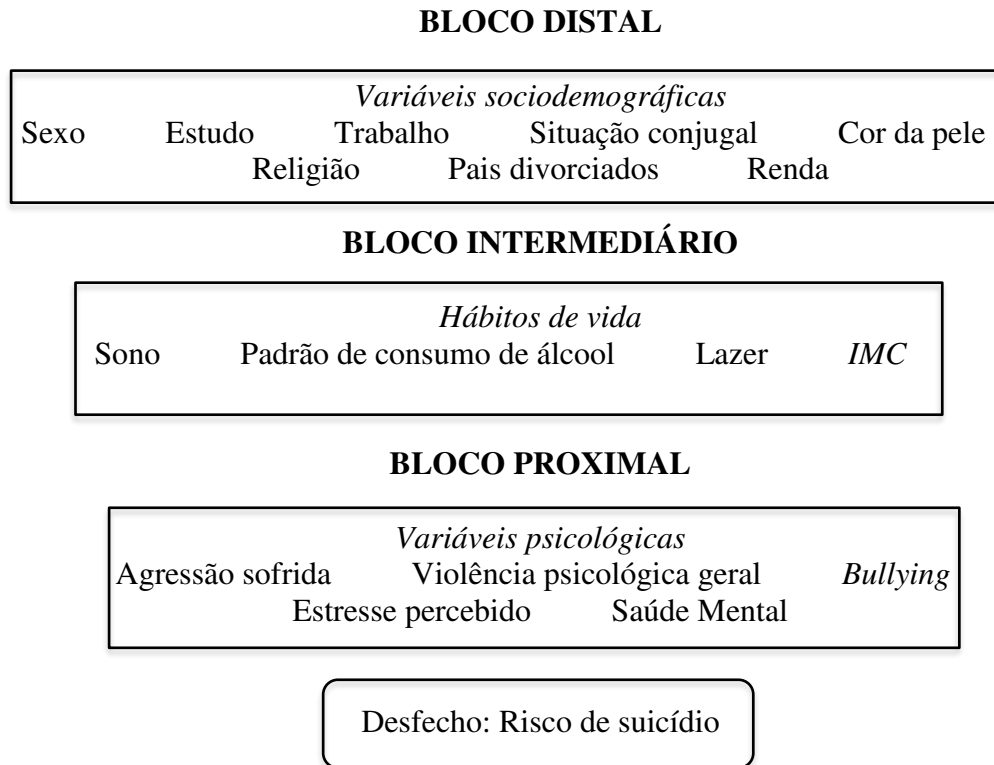 BLOCO DISTAL
Variáveis sociodemográficas
Sexo Estudo Trabalho Situação conjugal Cor da pele
Religião Pais divorciados Renda
BLOCO INTERMEDIÁRIO
Hábitos de vida
Sono Padrão de consumo de álcool Lazer IMC
BLOCO PROXIMAL
Variáveis psicológicas
Agressão sofrida Violência psicológica geral Bullying
Estresse percebido Saúde Mental
Desfecho: Risco de suicídio